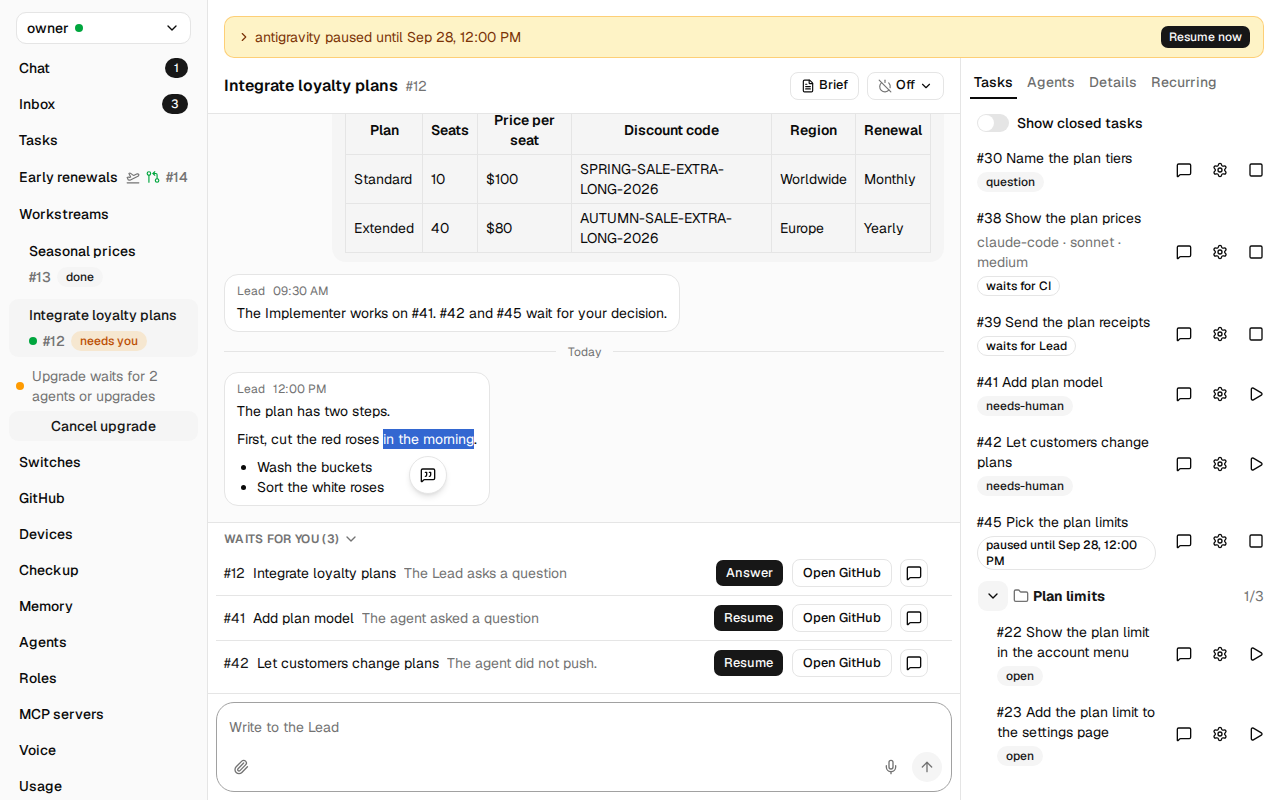 owner
Chat 1
Inbox 3
Tasks
Early renewals #14
Workstreams
Seasonal prices
#13 done
Integrate loyalty plans
#12 needs you
Upgrade waits for 2
agents or upgrades
Cancel upgrade
Switches
GitHub
Devices
Checkup
Memory
Agents
Roles
MCP servers
Voice
Usage
antigravity paused until Sep 28, 12:00 PM
Resume now
Integrate loyalty plans #12
Brief
Off
Plan Seats Price per seat Discount code Region Renewal
Standard 10 $100 SPRING-SALE-EXTRA-LONG-2026 Worldwide Monthly
Extended 40 $80 AUTUMN-SALE-EXTRA-LONG-2026 Europe Yearly
Lead 09:30 AM
The Implementer works on #41. #42 and #45 wait for your decision.
Today
Lead 12:00 PM
The plan has two steps.
First, cut the red roses in the morning.
• Wash the buckets
• Sort the white roses
WAITS FOR YOU (3)
#12 Integrate loyalty plans The Lead asks a question Answer Open GitHub
#41 Add plan model The agent asked a question Resume Open GitHub
#42 Let customers change plans The agent did not push. Resume Open GitHub
Write to the Lead
Tasks Agents Details Recurring
Show closed tasks
#30 Name the plan tiers
question
#38 Show the plan prices
claude-code · sonnet ·
medium
waits for CI
#39 Send the plan receipts
waits for Lead
#41 Add plan model
needs-human
#42 Let customers change
plans
needs-human
#45 Pick the plan limits
paused until Sep 28, 12:00
PM
Plan limits 1/3
#22 Show the plan limit
in the account menu
open
#23 Add the plan limit to
the settings page
open